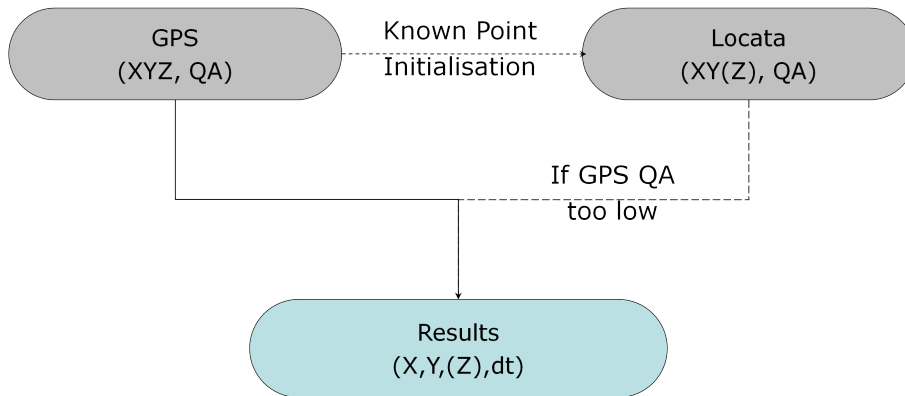 GPS
(XYZ, QA)
Known Point
Initialisation
Locata
(XY(Z), QA)
If GPS QA
too low
Results
(X,Y,(Z),dt)